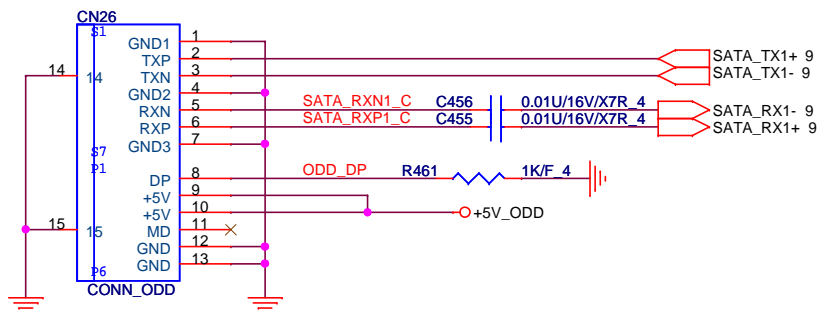 CN26
S1
GND1 1
TXP 2 SATA_TX1+ 9
14 14 TXN 3 SATA_TX1- 9
GND2 4
RXN 5 SATA_RXN1_C C456 0.01U/16V/X7R_4 SATA_RX1- 9
RXP 6 SATA_RXP1_C C455 0.01U/16V/X7R_4 SATA_RX1+ 9
GND3 7
S7
P1
DP 8 ODD_DP R461 1K/F_4
+5V 9
+5V 10 +5V_ODD
15 15 MD 11
GND 12
GND 13
P6
CONN_ODD